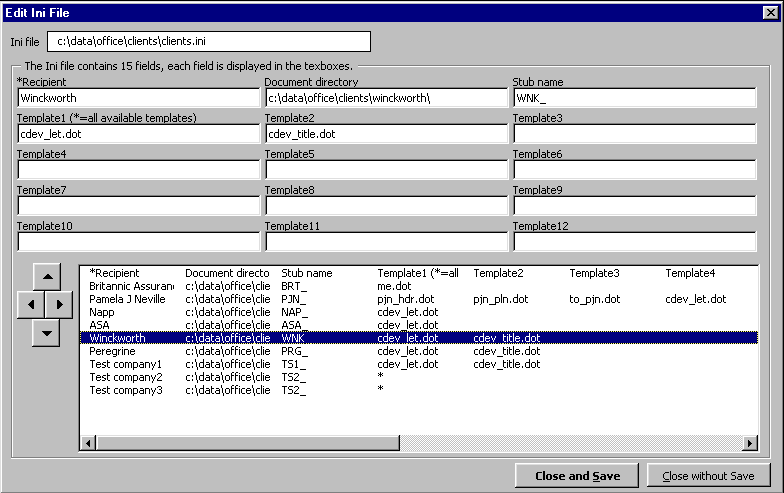 Edit Ini File
Ini file c:\data\office\clients\clients.ini
The Ini file contains 15 fields, each field is displayed in the texboxes.
*Recipient Document directory Stub name
Winckworth c:\data\office\clients\winckworth\ WNK_
Template1 (*=all available templates) Template2 Template3
cdev_let.dot cdev_title.dot
Template4 Template5 Template6
Template7 Template8 Template9
Template10 Template11 Template12
*Recipient Document directo Stub name Template1 (*=all Template2 Template3 Template4
Britannic Assuran c:\data\office\clie BRT_ me.dot
Pamela J Neville c:\data\office\clie PJN_ pjn_hdr.dot pjn_pln.dot to_pjn.dot cdev_let.dot
Napp c:\data\office\clie NAP_ cdev_let.dot
ASA c:\data\office\clie ASA_ cdev_let.dot
Winckworth c:\data\office\clie WNK_ cdev_let.dot cdev_title.dot
Peregrine c:\data\office\clie PRG_ cdev_let.dot cdev_title.dot
Test company1 c:\data\office\clie TS1_ cdev_let.dot cdev_title.dot
Test company2 c:\data\office\clie TS2_ *
Test company3 c:\data\office\clie TS2_ *
Close and Save Close without Save